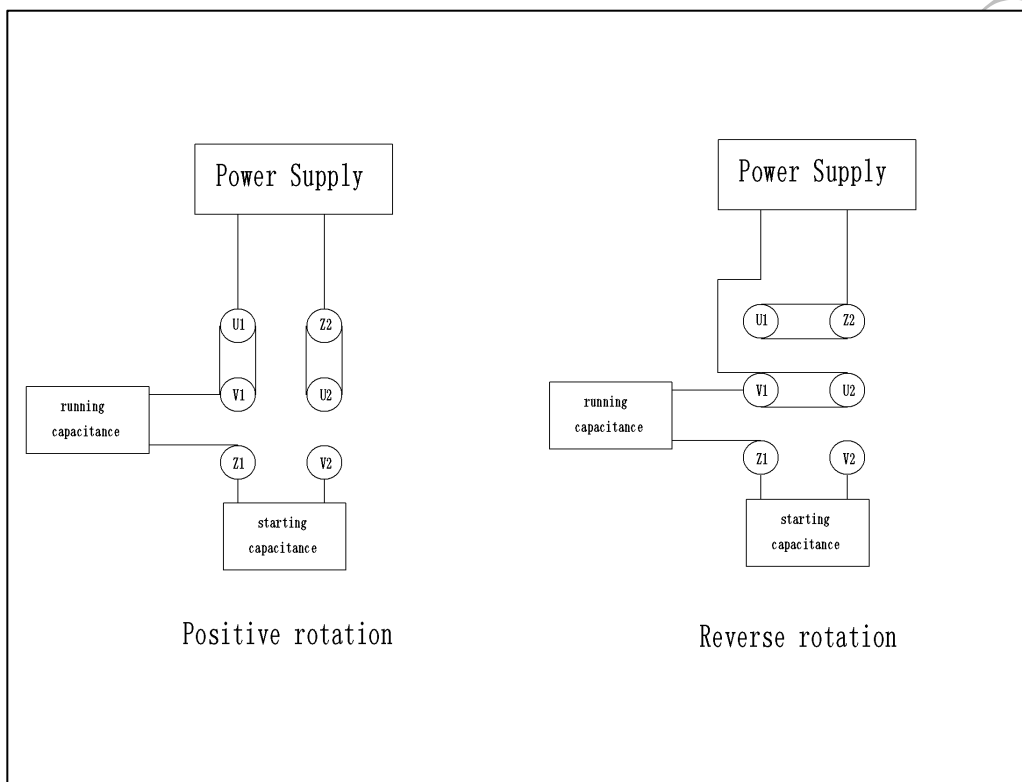 Power Supply
U1
Z2
V1
U2
running
capacitance
Z1
V2
starting
capacitance
Positive rotation
Power Supply
U1
Z2
V1
U2
running
capacitance
Z1
V2
starting
capacitance
Reverse rotation